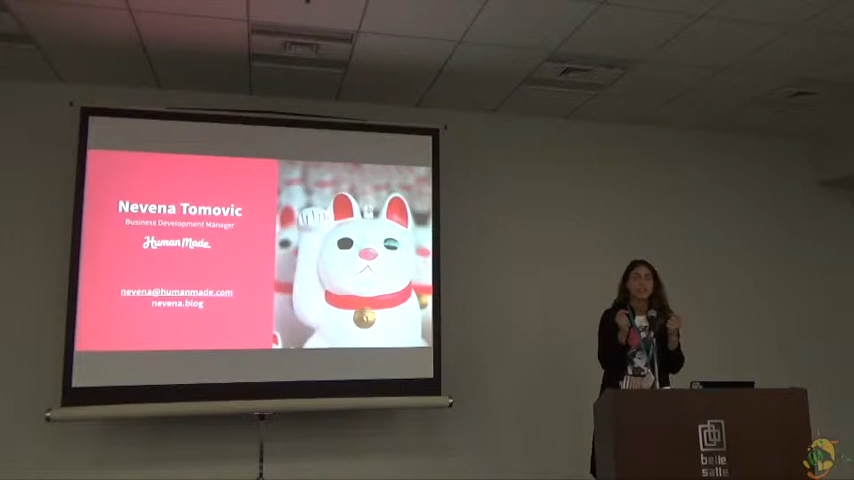 Nevena Tomovic
Business Development Manager
Human Made
nevena@humanmade.com
nevena.blog
belle
salle